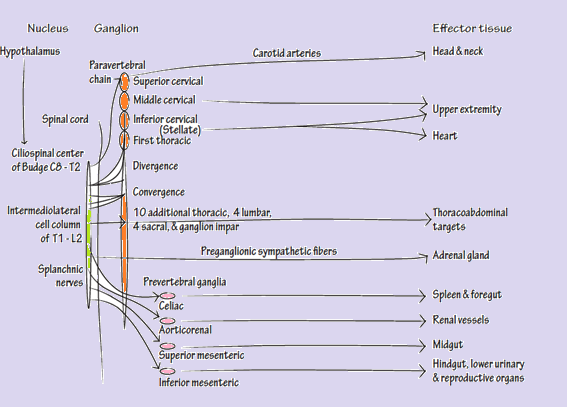 Nucleus
Ganglion
Effector tissue
Hypothalamus
Carotid arteries
Head & neck
Paravertebral
chain
Superior cervical
Middle cervical
Upper extremity
Spinal cord
Inferior cervical
(Stellate)
First thoracic
Heart
Ciliospinal center
of Budge C8 - T2
Divergence
Convergence
Intermediolateral
cell column
of T1 - L2
10 additional thoracic, 4 lumbar,
4 sacral, & ganglion impar
Thoracoabdominal
targets
Preganglionic sympathetic fibers
Adrenal gland
Splanchnic
nerves
Prevertebral ganglia
Celiac
Spleen & foregut
Aorticorenal
Renal vessels
Superior mesenteric
Midgut
Inferior mesenteric
Hindgut, lower urinary
& reproductive organs